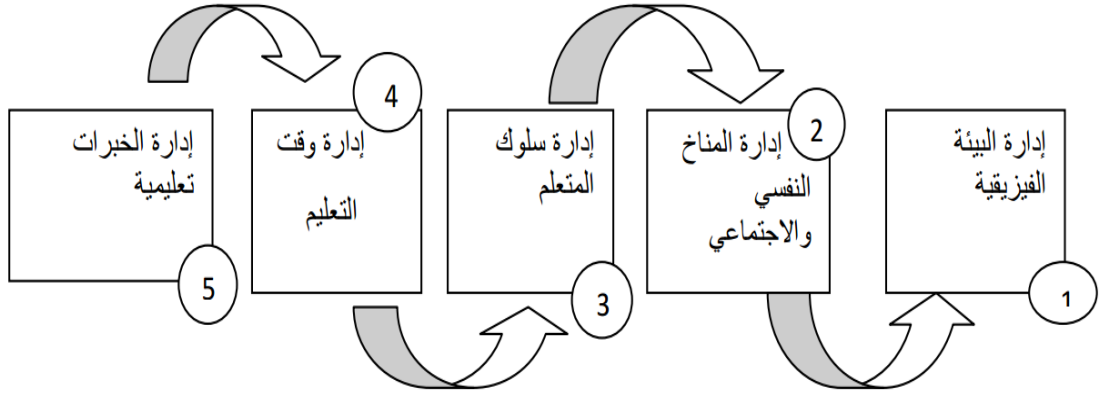 إدارة البيئة
الفيزيقية
1
إدارة المناخ
النفسي
والاجتماعي
2
إدارة سلوك
المتعلم
3
إدارة وقت
التعليم
4
إدارة الخبرات
تعليمية
5